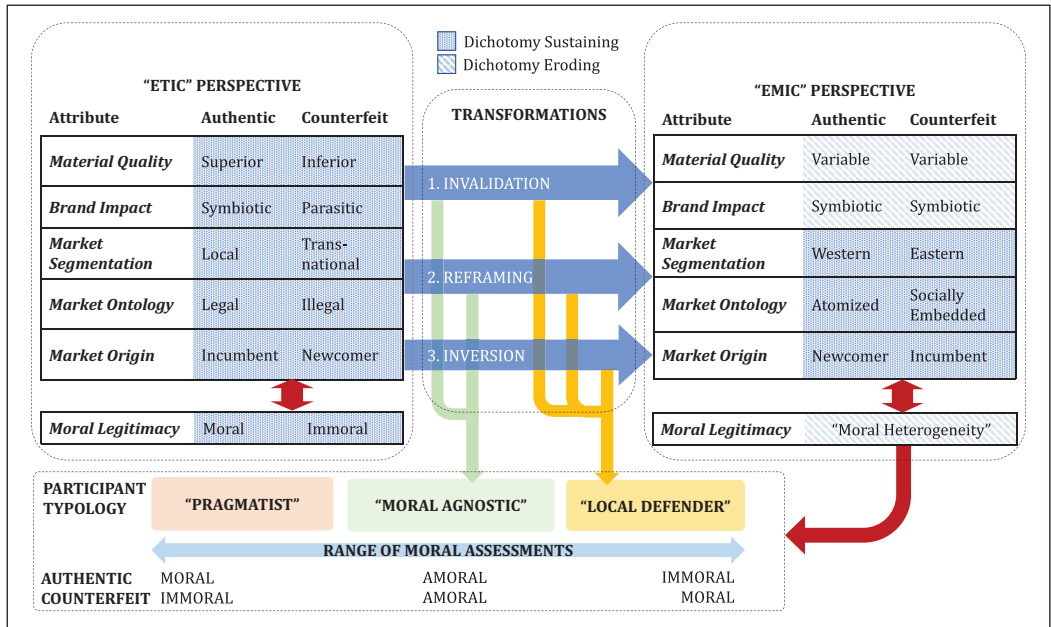 Dichotomy Sustaining
Dichotomy Eroding
“ETIC” PERSPECTIVE
Attribute Authentic Counterfeit
Material Quality Superior Inferior
Brand Impact Symbiotic Parasitic
Market
Segmentation Local Trans-
national
Market Ontology Legal Illegal
Market Origin Incumbent Newcomer
Moral Legitimacy Moral Immoral
TRANSFORMATIONS
1. INVALIDATION
2. REFRAMING
3. INVERSION
“EMIC” PERSPECTIVE
Attribute Authentic Counterfeit
Material Quality Variable Variable
Brand Impact Symbiotic Symbiotic
Market
Segmentation Western Eastern
Market Ontology Atomized Socially
Embedded
Market Origin Newcomer Incumbent
Moral Legitimacy “Moral Heterogeneity”
PARTICIPANT
TYPOLOGY
“PRAGMATIST” “MORAL AGNOSTIC” “LOCAL DEFENDER”
RANGE OF MORAL ASSESSMENTS
AUTHENTIC MORAL AMORAL IMMORAL
COUNTERFEIT IMMORAL AMORAL MORAL